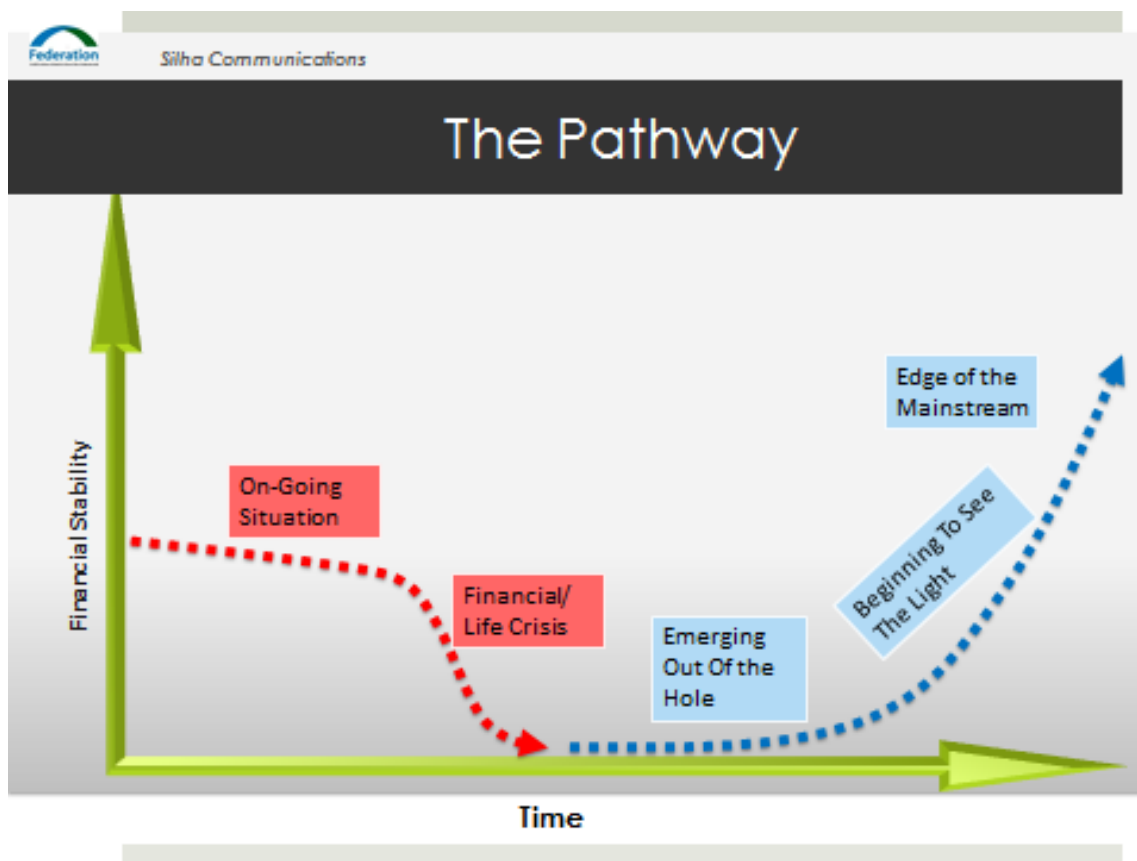 Federation
Silha Communications
The Pathway
Financial Stability
On-Going
Situation
Financial/
Life Crisis
Emerging
Out Of the
Hole
Beginning To See
The Light
Edge of the
Mainstream
Time